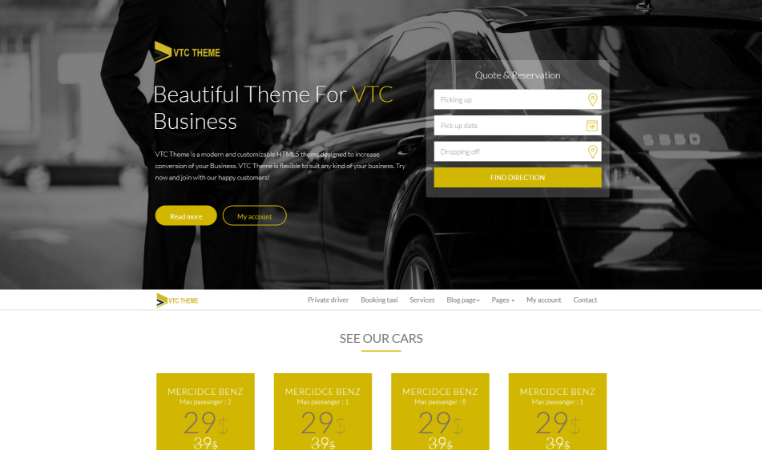 VTC THEME
Beautiful Theme For VTC
Business
VTC Theme is a modern and customizable HTML5 theme designed to increase
conversion of your Business. VTC Theme is flexible to suit any kind of your business. Try
now and join with our happy customers!
Read more
My account
Quote & Reservation
Picking up
Pick up date
Dropping off
FIND DIRECTION
S550
VTC THEME
Private driver Booking taxi Services Blog page Pages My account Contact
SEE OUR CARS
MERCIDCE BENZ
Max passanger : 2
29$
39$
MERCIDCE BENZ
Max passanger : 1
29$
39$
MERCIDCE BENZ
Max passanger : 8
29$
39$
MERCIDCE BENZ
Max passanger : 1
29$
39$